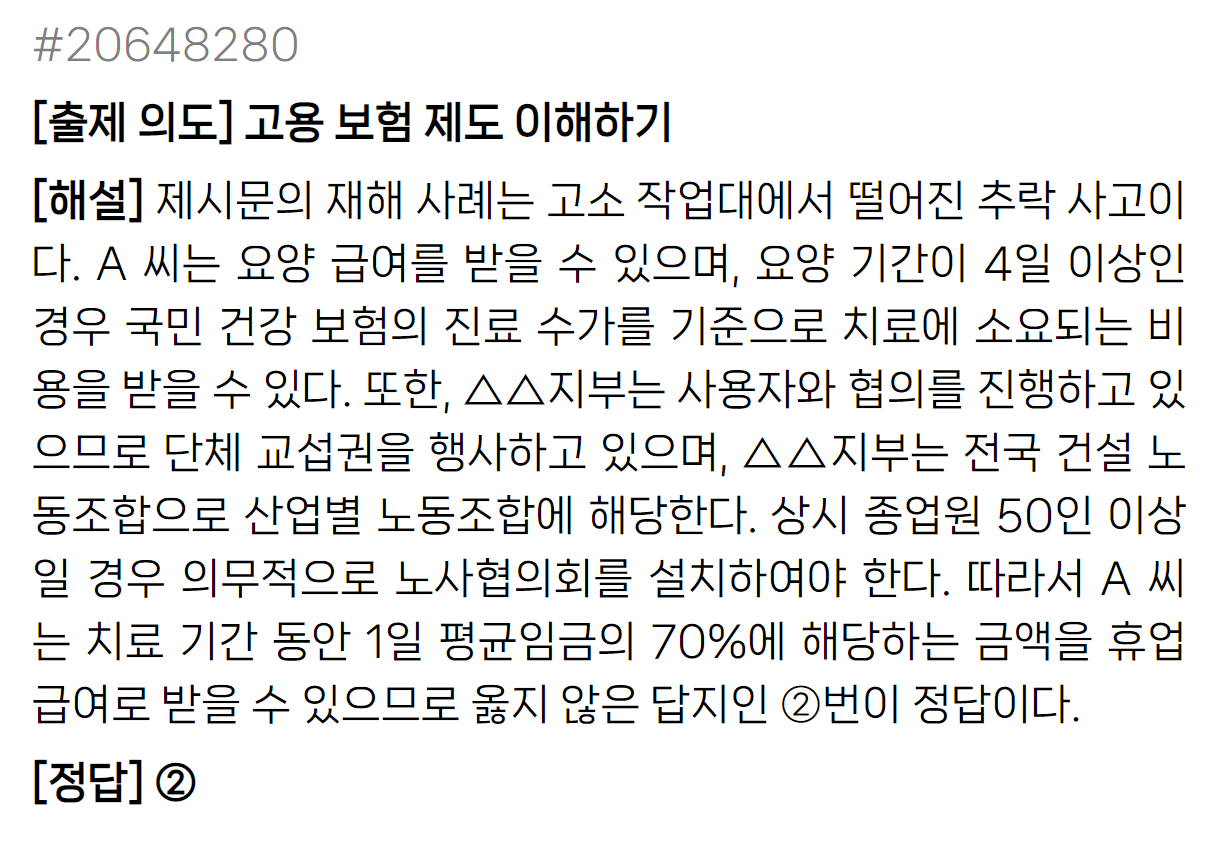 #20648280
[출제 의도] 고용 보험 제도 이해하기
[해설] 제시문의 재해 사례는 고소 작업대에서 떨어진 추락 사고이
다. A 씨는 요양 급여를 받을 수 있으며, 요양 기간이 4일 이상인
경우 국민 건강 보험의 진료 수가를 기준으로 치료에 소요되는 비
용을 받을 수 있다. 또한, △△지부는 사용자와 협의를 진행하고 있
으므로 단체 교섭권을 행사하고 있으며, △△지부는 전국 건설 노
동조합으로 산업별 노동조합에 해당한다. 상시 종업원 50인 이상
일 경우 의무적으로 노사협의회를 설치하여야 한다. 따라서 A 씨
는 치료 기간 동안 1일 평균임금의 70%에 해당하는 금액을 휴업
급여로 받을 수 있으므로 옳지 않은 답지인 ②번이 정답이다.
[정답] ②